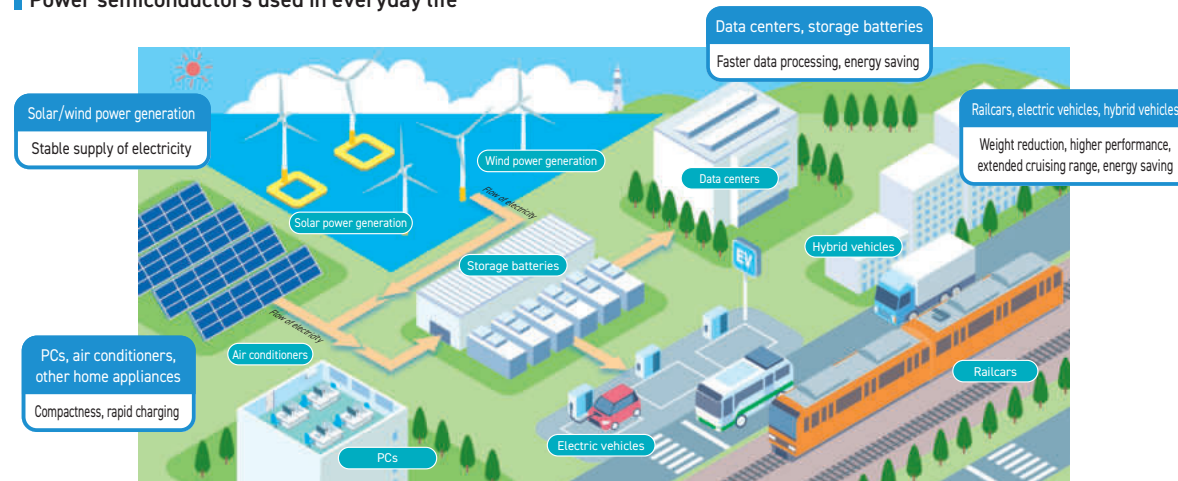 Power semiconductors used in everyday life
Data centers, storage batteries
Faster data processing, energy saving
Solar/wind power generation
Stable supply of electricity
Railcars, electric vehicles, hybrid vehicles
Weight reduction, higher performance,
extended cruising range, energy saving
Wind power generation
Data centers
Flow of electricity
Solar power generation
Hybrid vehicles
EV
Storage batteries
Flow of electricity
PCs, air conditioners,
other home appliances
Compactness, rapid charging
Air conditioners
Railcars
Electric vehicles
PCs